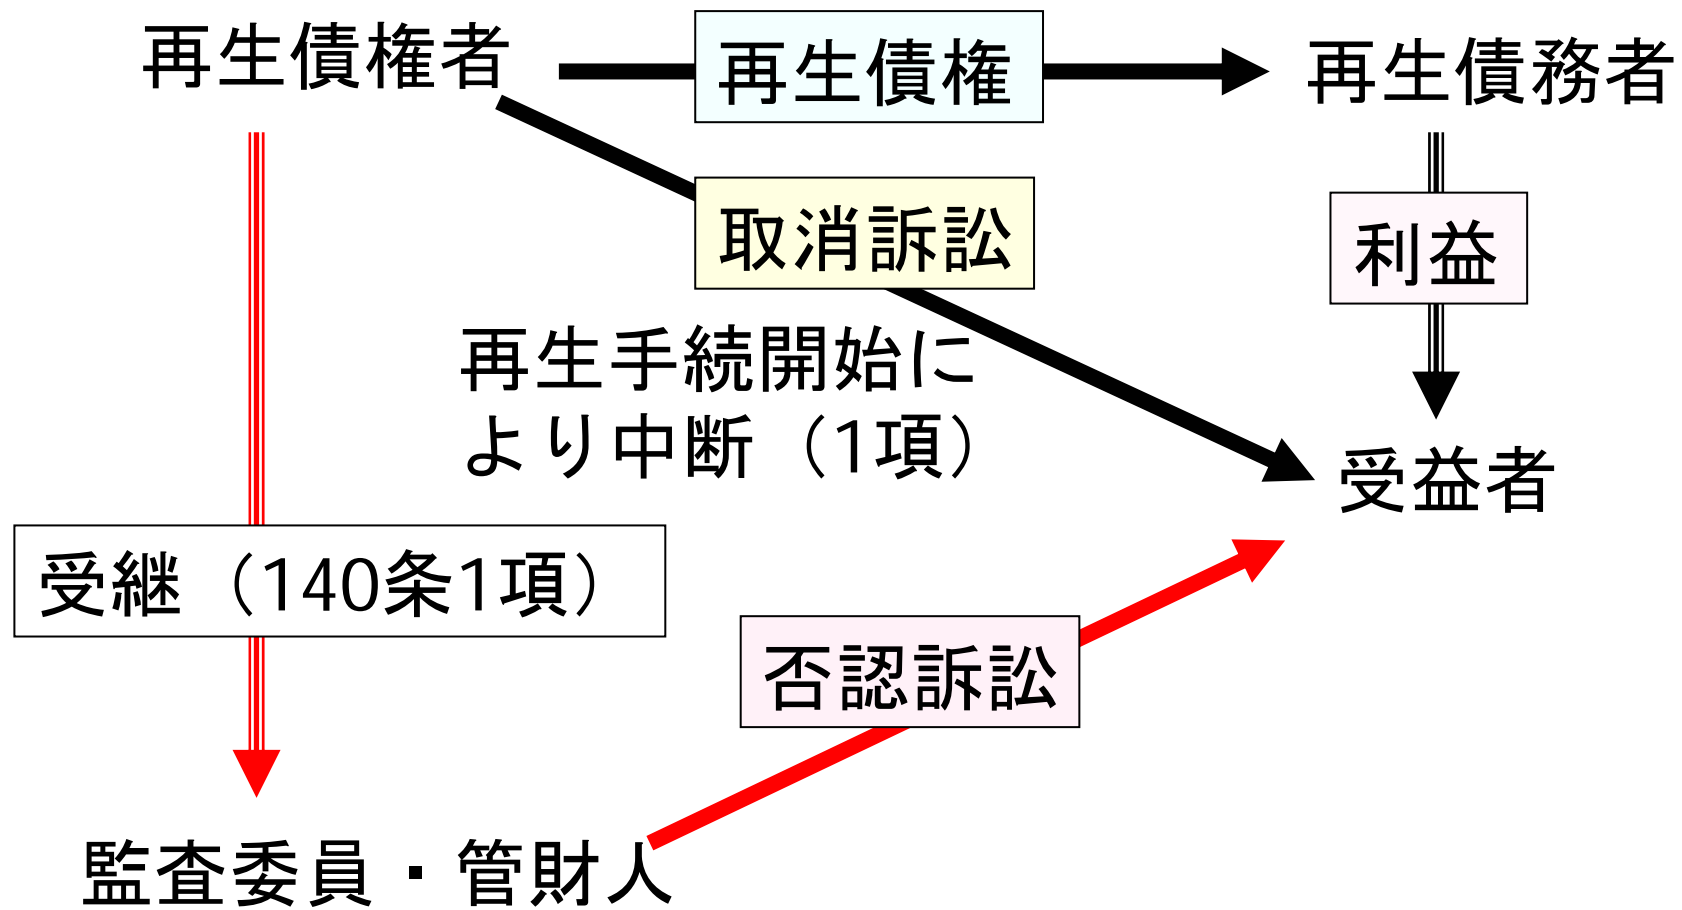 再生債権者
再生債権
再生債務者
取消訴訟
利益
再生手続開始に
より中断（1項）
受益者
受継（140条1項）
否認訴訟
監査委員・管財人